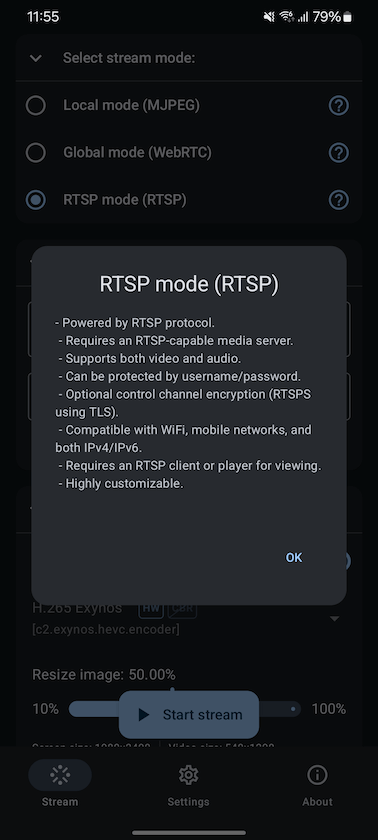 11:55
79%
Select stream mode:
Local mode (MJPEG)
?
Global mode (WebRTC)
?
RTSP mode (RTSP)
?
RTSP mode (RTSP)
- Powered by RTSP protocol.
- Requires an RTSP-capable media server.
- Supports both video and audio.
- Can be protected by username/password.
- Optional control channel encryption (RTSPS
using TLS).
- Compatible with WiFi, mobile networks, and
both IPv4/IPv6.
- Requires an RTSP client or player for viewing.
- Highly customizable.
OK
H.265 Exynos HW CBR
[c2.exynos.hevc.encoder]
Resize image: 50.00%
10%
Start stream
100%
Stream
Settings
About